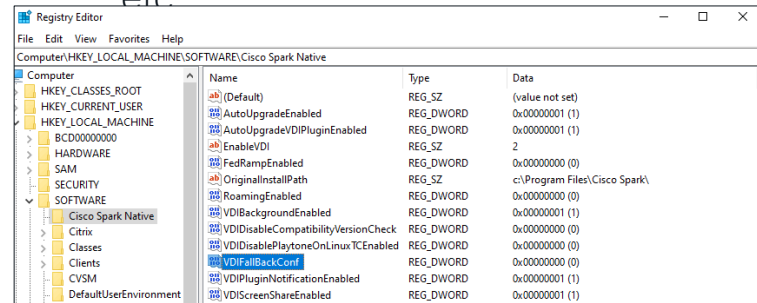 etc.
Registry Editor
File Edit View Favorites Help
Computer\HKEY_LOCAL_MACHINE\SOFTWARE\Cisco Spark Native
Computer
HKEY_CLASSES_ROOT
HKEY_CURRENT_USER
HKEY_LOCAL_MACHINE
BCD00000000
HARDWARE
SAM
SECURITY
SOFTWARE
Cisco Spark Native
Citrix
Classes
Clients
CVSM
DefaultUserEnvironment
Name Type Data
(Default) REG_SZ (value not set)
AutoUpgradeEnabled REG_DWORD 0x00000001 (1)
AutoUpgradeVDIPluginEnabled REG_DWORD 0x00000001 (1)
EnableVDI REG_SZ 2
FedRampEnabled REG_DWORD 0x00000000 (0)
OriginalInstallPath REG_SZ c:\Program Files\Cisco Spark\
RoamingEnabled REG_DWORD 0x00000000 (0)
VDIBackgroundEnabled REG_DWORD 0x00000001 (1)
VDIDisableCompatibilityVersionCheck REG_DWORD 0x00000000 (0)
VDIDisablePlaytoneOnLinuxTCEnabled REG_DWORD 0x00000000 (0)
VDIFallBackConf REG_DWORD 0x00000000 (0)
VDIPluginNotificationEnabled REG_DWORD 0x00000001 (1)
VDIScreenShareEnabled REG_DWORD 0x00000001 (1)